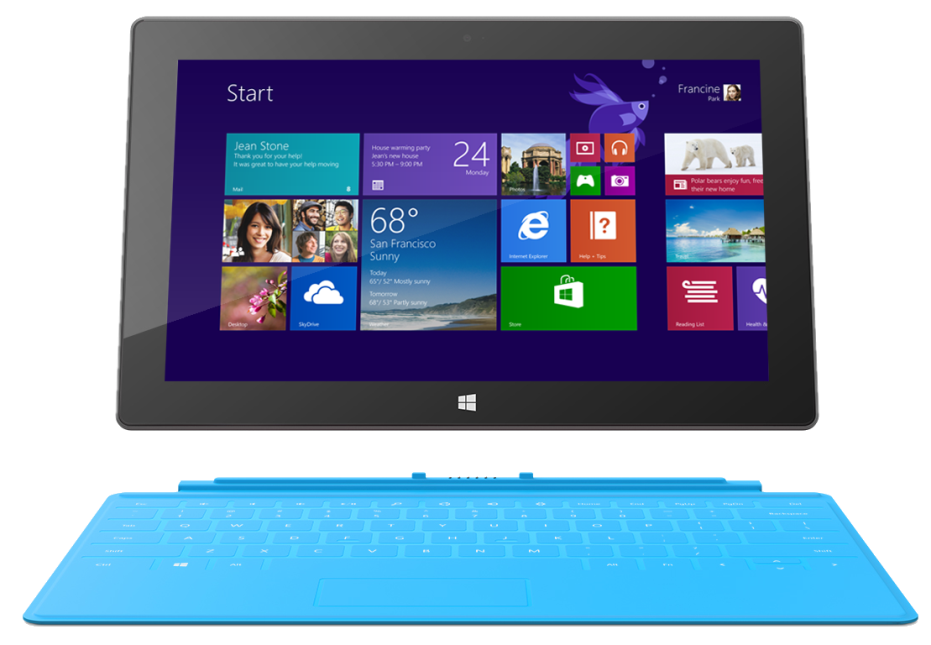 Start
Francine
Park
Jean Stone
Thank you for your help!
It was great to have your help moving.
Mail
8
House warming party
Jean's new house
5:30 PM – 9:00 PM
24
Monday
Photos
Polar bears enjoy fun, free
their new home
68°
San Francisco
Sunny
Today
65°/ 52° Mostly sunny
Tomorrow
68°/ 53° Partly sunny
Weather
Internet Explorer
?
Help + Tips
Travel
Desktop
SkyDrive
Store
Reading List
Health
Q W E R T Y U I O P
A S D F G H J K L
Z X C V B N M